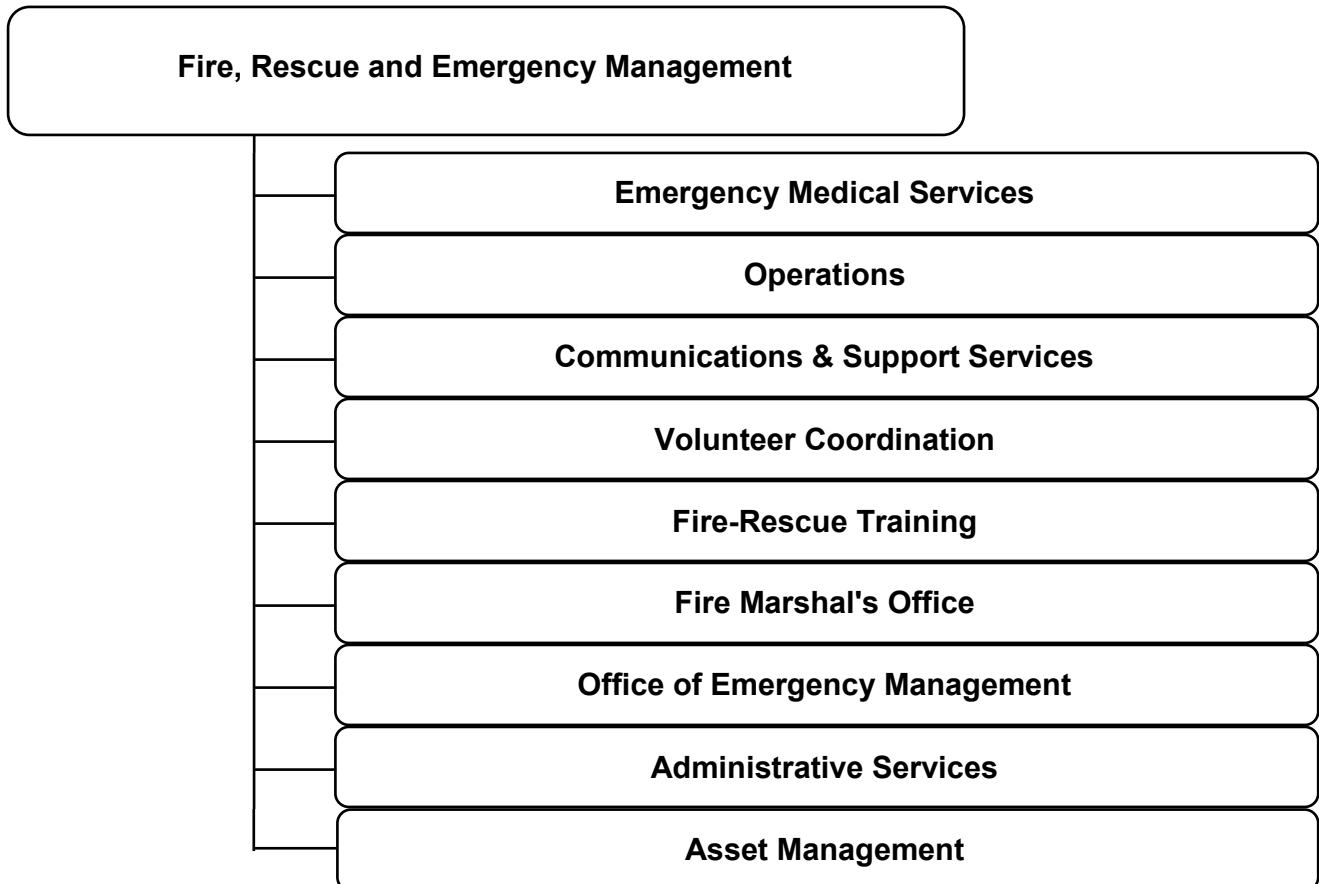 Fire, Rescue and Emergency Management
Emergency Medical Services
Operations
Communications & Support Services
Volunteer Coordination
Fire-Rescue Training
Fire Marshal's Office
Office of Emergency Management
Administrative Services
Asset Management